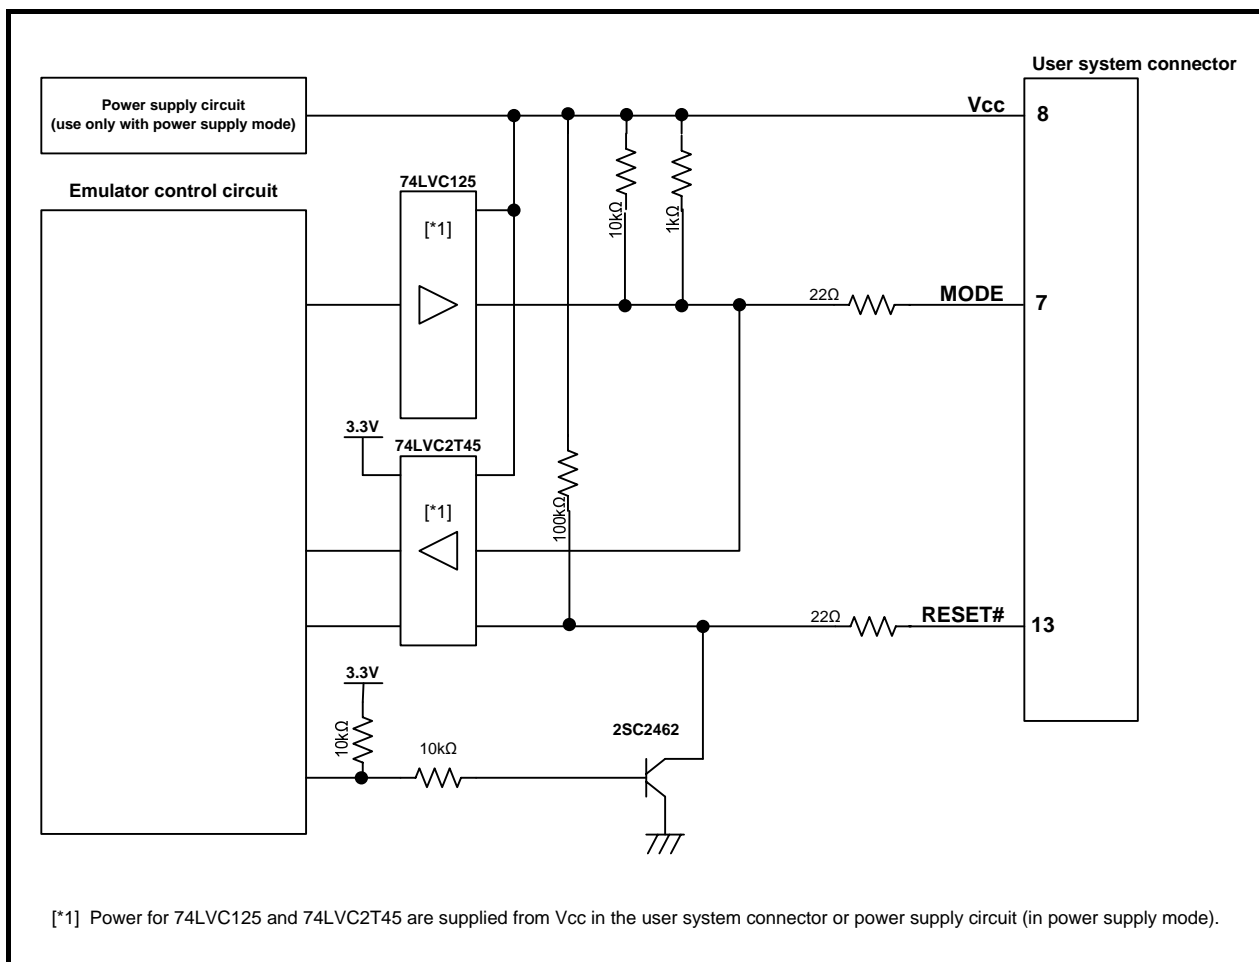 User system connector
Power supply circuit
(use only with power supply mode)
Vcc
8
Emulator control circuit
74LVC125
[*1]
10kΩ
1kΩ
22Ω
MODE
7
3.3V
74LVC2T45
[*1]
100kΩ
22Ω
RESET#
13
3.3V
10kΩ
10kΩ
2SC2462
[*1] Power for 74LVC125 and 74LVC2T45 are supplied from Vcc in the user system connector or power supply circuit (in power supply mode).